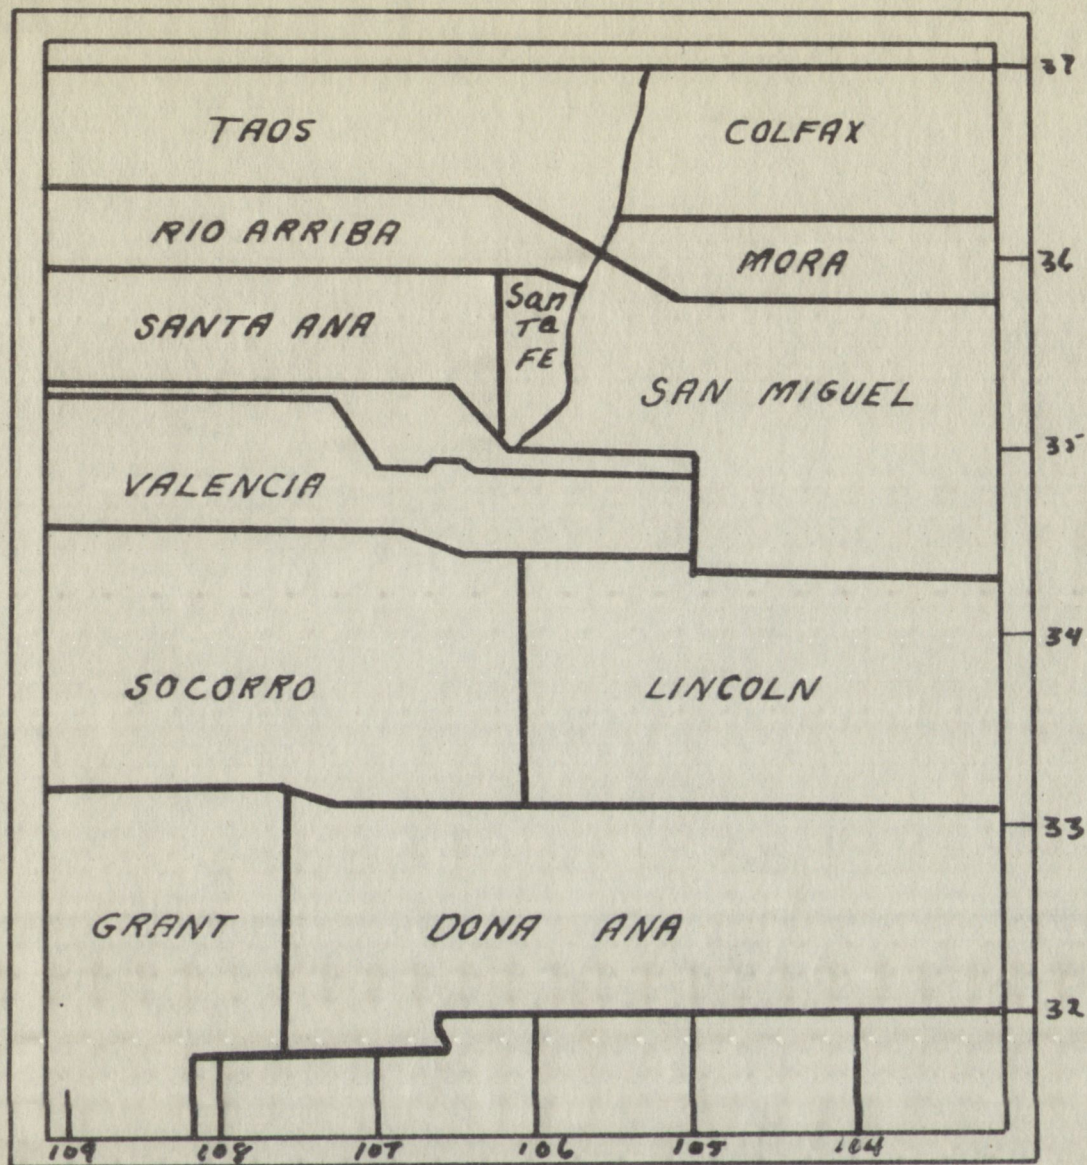 37
TAOS
COLFAX
RIO ARRIBA
MORA
36
San
Ta
FE
SANTA ANA
SAN MIGUEL
35
VALENCIA
34
SOCORRO
LINCOLN
33
GRANT
DONA ANA
32
109 108 107 106 105 104